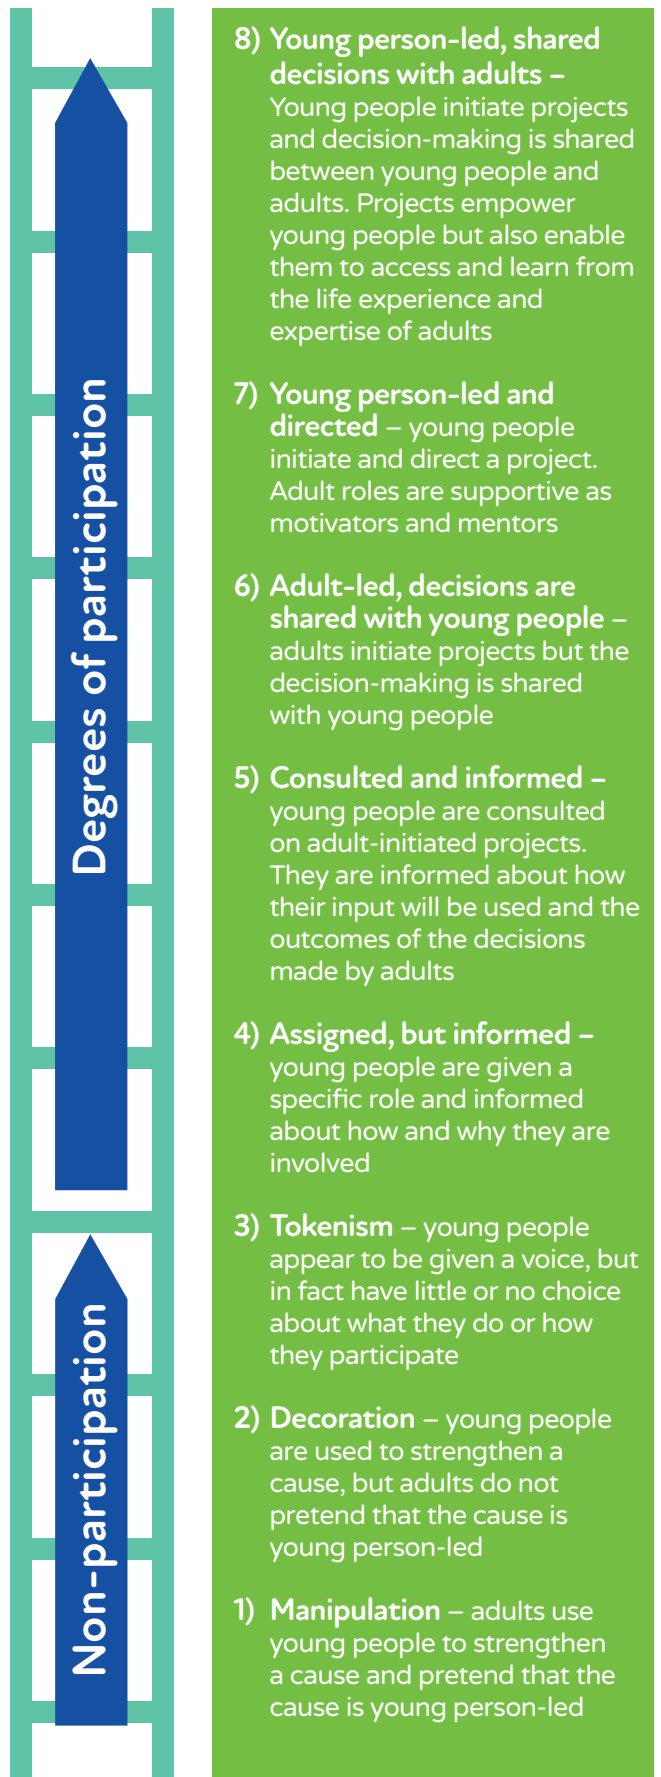 8) Young person-led, shared
decisions with adults –
Young people initiate projects
and decision-making is shared
between young people and
adults. Projects empower
young people but also enable
them to access and learn from
the life experience and
expertise of adults
7) Young person-led and
directed – young people
initiate and direct a project.
Adult roles are supportive as
motivators and mentors
6) Adult-led, decisions are
shared with young people –
adults initiate projects but the
decision-making is shared
with young people
5) Consulted and informed –
young people are consulted
on adult-initiated projects.
They are informed about how
their input will be used and the
outcomes of the decisions
made by adults
4) Assigned, but informed –
young people are given a
specific role and informed
about how and why they are
involved
3) Tokenism – young people
appear to be given a voice, but
in fact have little or no choice
about what they do or how
they participate
2) Decoration – young people
are used to strengthen a
cause, but adults do not
pretend that the cause is
young person-led
1) Manipulation – adults use
young people to strengthen
a cause and pretend that the
cause is young person-led
Degrees of participation
Non-participation